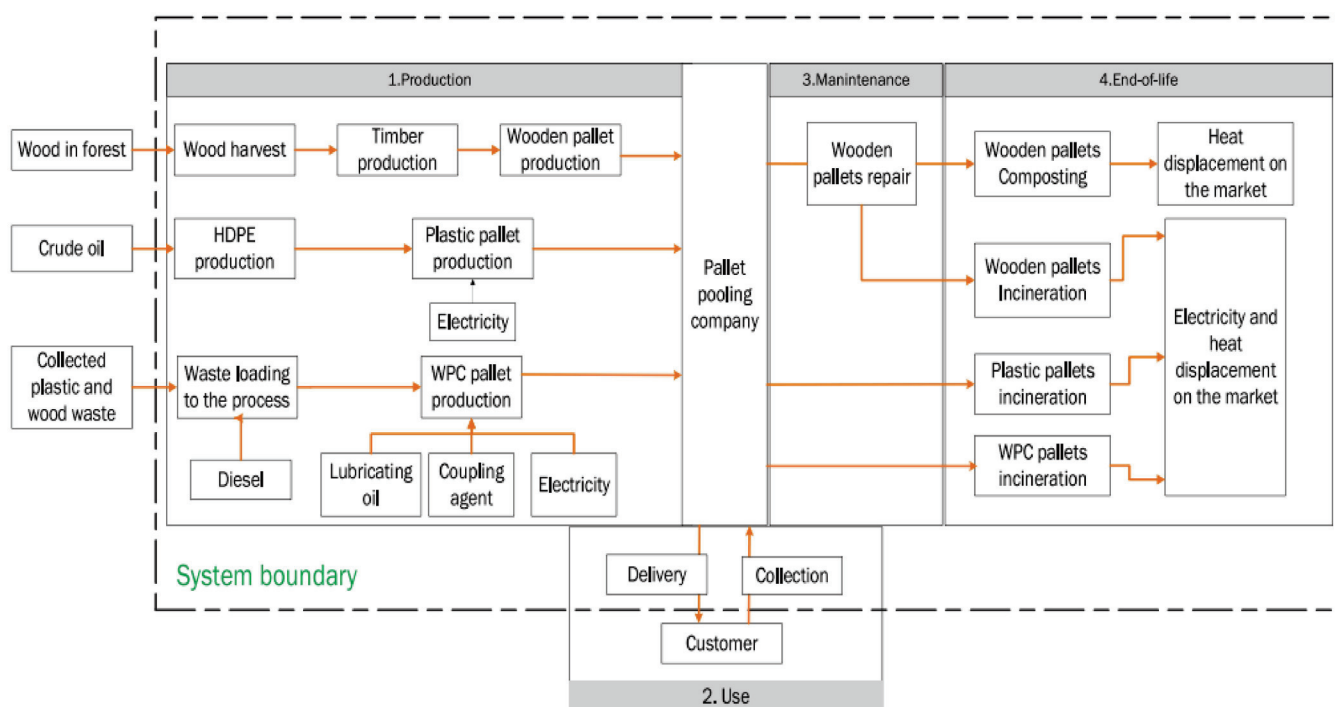 1.Production
3.Manintenance
4.End-of-life
Wood in forest
Wood harvest
Timber
production
Wooden pallet
production
Wooden
pallets repair
Wooden pallets
Composting
Heat
displacement on
the market
Crude oil
HDPE
production
Plastic pallet
production
Electricity
Pallet
pooling
company
Wooden pallets
Incineration
Electricity and
heat
displacement
on the market
Collected
plastic and
wood waste
Waste loading
to the process
WPC pallet
production
Plastic pallets
incineration
Diesel
Lubricating
oil
Coupling
agent
Electricity
WPC pallets
incineration
System boundary
Delivery
Collection
Customer
2. Use